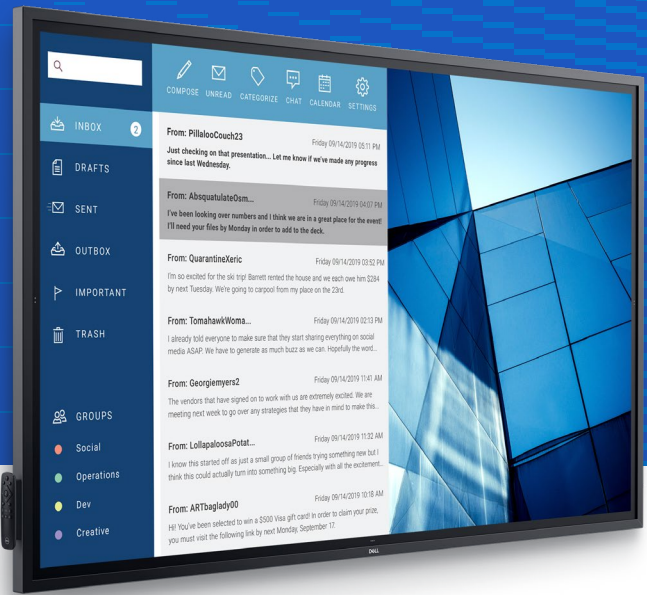 COMPOSE UNREAD CATEGORIZE CHAT CALENDAR SETTINGS
INBOX 2
DRAFTS
SENT
OUTBOX
IMPORTANT
TRASH
GROUPS
Social
Operations
Dev
Creative
From: PillalooCouch23 Friday 09/14/2019 05:11 PM
Just checking on that presentation... Let me know if we've made any progress
since last Wednesday.
From: AbsquatulateOsm... Friday 09/14/2019 04:07 PM
I've been looking over numbers and I think we are in a great place for the event!
I'll need your files by Monday in order to add to the deck.
From: QuarantineXeric Friday 09/14/2019 03:52 PM
I'm so excited for the ski trip! Barrett rented the house and we each owe him $284
by next Tuesday. We're going to carpool from my place on the 23rd.
From: TomahawkWoma... Friday 09/14/2019 02:13 PM
I already told everyone to make sure that they start sharing everything on social
media ASAP. We have to generate as much buzz as we can. Hopefully the word...
From: Georgiemyers2 Friday 09/14/2019 11:41 AM
The vendors that have signed on to work with us are extremely excited. We are
meeting next week to go over any strategies that they have in mind to make this...
From: LollapaloosaPotat... Friday 09/14/2019 11:32 AM
I know this started off as just a small group of friends trying something new but I
think this could actually turn into something big. Especially with all the excitement...
From: ARTbaglady00 Friday 09/14/2019 10:18 AM
Hi! You've been selected to win a $500 Visa gift card! In order to claim your prize,
you must visit the following link by next Monday, September 17.
DELL